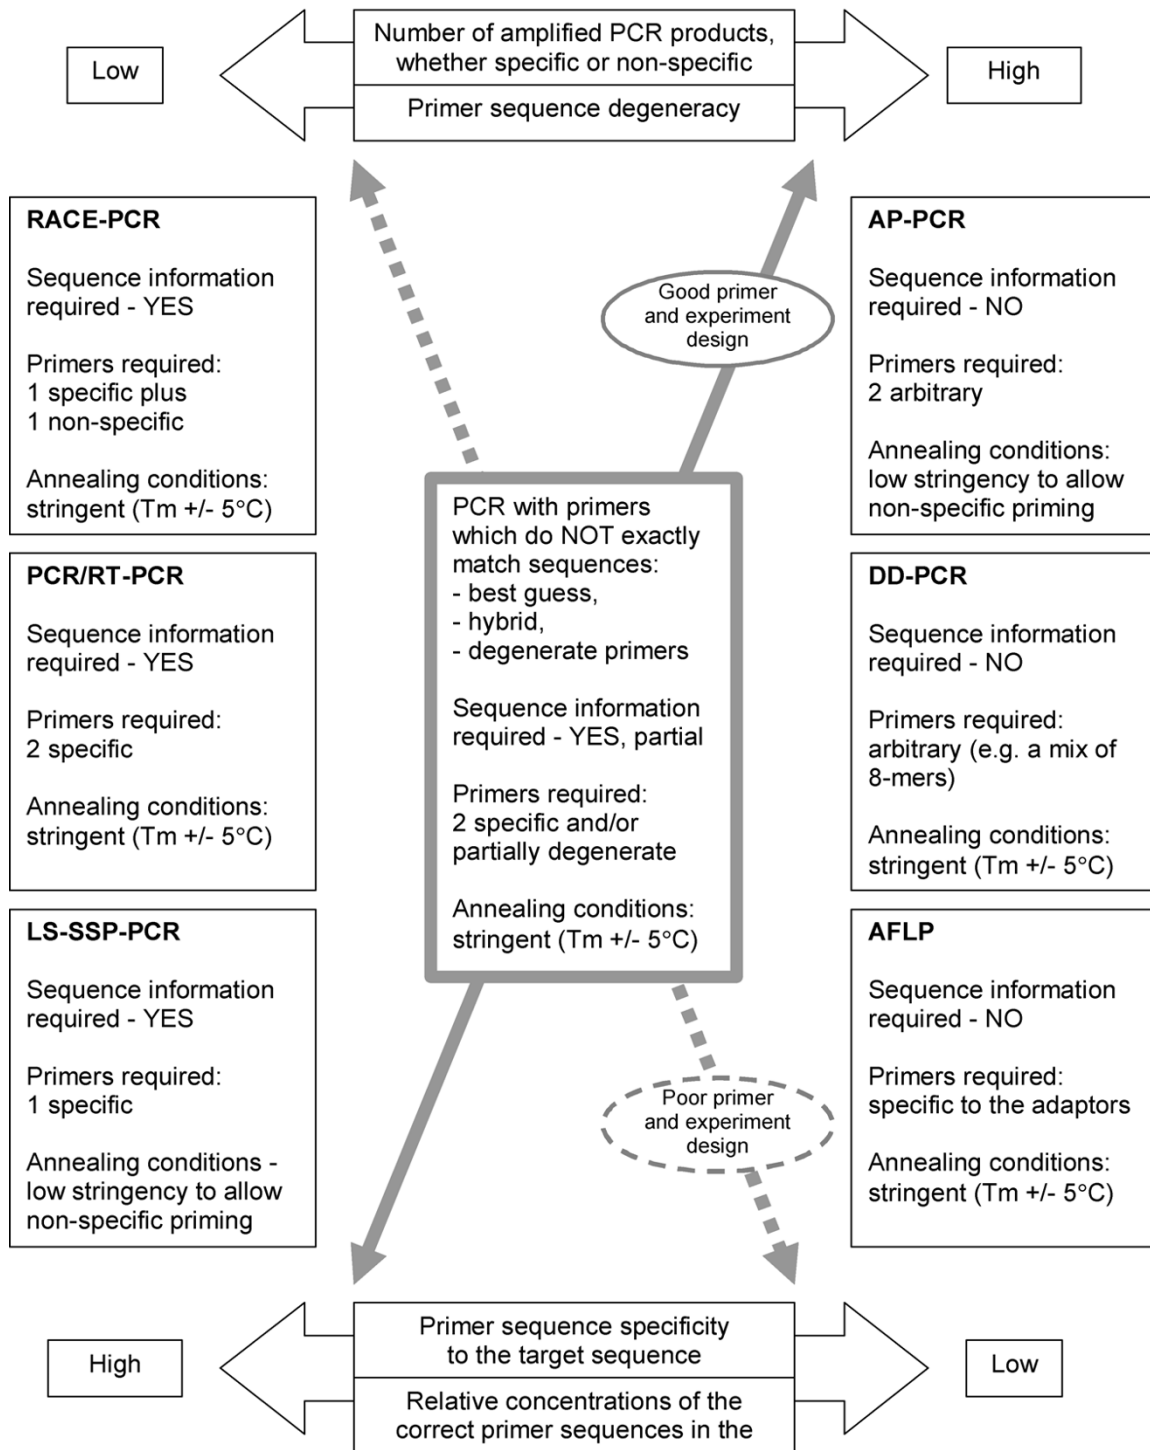 Number of amplified PCR products,
whether specific or non-specific
Primer sequence degeneracy
Low
High
RACE-PCR
Sequence information
required - YES
Primers required:
1 specific plus
1 non-specific
Annealing conditions:
stringent (Tm +/- 5°C)
PCR/RT-PCR
Sequence information
required - YES
Primers required:
2 specific
Annealing conditions:
stringent (Tm +/- 5°C)
LS-SSP-PCR
Sequence information
required - YES
Primers required:
1 specific
Annealing conditions -
low stringency to allow
non-specific priming
Good primer
and experiment
design
PCR with primers
which do NOT exactly
match sequences:
- best guess,
- hybrid,
- degenerate primers
Sequence information
required - YES, partial
Primers required:
2 specific and/or
partially degenerate
Annealing conditions:
stringent (Tm +/- 5°C)
Poor primer
and experiment
design
AP-PCR
Sequence information
required - NO
Primers required:
2 arbitrary
Annealing conditions:
low stringency to allow
non-specific priming
DD-PCR
Sequence information
required - NO
Primers required:
arbitrary (e.g. a mix of
8-mers)
Annealing conditions:
stringent (Tm +/- 5°C)
AFLP
Sequence information
required - NO
Primers required:
specific to the adaptors
Annealing conditions:
stringent (Tm +/- 5°C)
High
Low
Primer sequence specificity
to the target sequence
Relative concentrations of the
correct primer sequences in the